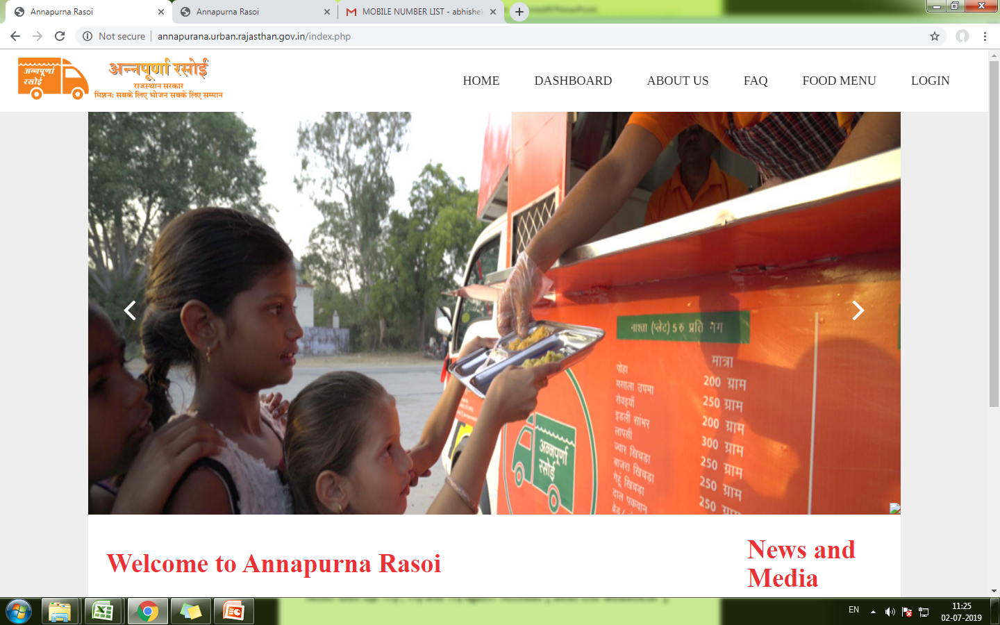 Annapurna Rasoi
Annapurna Rasoi
MOBILE NUMBER LIST - abhishek
Not secure
annapurana.urban.rajasthan.gov.in/index.php
अन्नपूर्णा
रसोई
अन्नपूर्णा रसोई
राजस्थान सरकार
मिशन: सबके लिए भोजन सबके लिए सम्मान
HOME
DASHBOARD
ABOUT US
FAQ
FOOD MENU
LOGIN
नाश्ता (प्लेट) 5 रु प्रति नग
मात्रा
पोहा 200 ग्राम
मसाला उपमा 250 ग्राम
सेवइयाँ 200 ग्राम
इडली सांभर 300 ग्राम
लापसी 250 ग्राम
ज्वार खिचड़ा 250 ग्राम
बाजरा खिचड़ा 250
गेहूं खिचड़ा
दाल पकवान
अन्नपूर्णा
रसोई
Welcome to Annapurna Rasoi
News and
Media
EN
11:25
02-07-2019